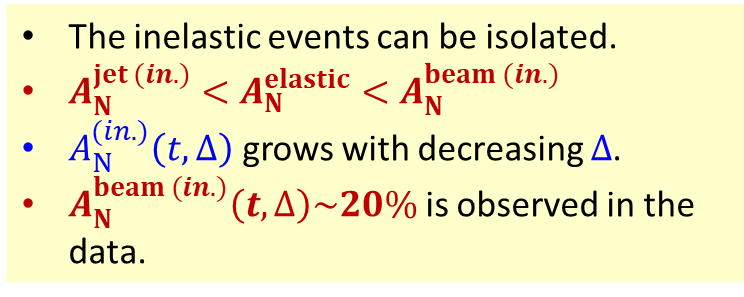 • The inelastic events can be isolated.
• A_N^{jet (in.)} < A_N^{elastic} < A_N^{beam (in.)}
• A_N^{(in.)}(t, Δ) grows with decreasing Δ.
• A_N^{beam (in.)}(t, Δ)~20% is observed in the
data.